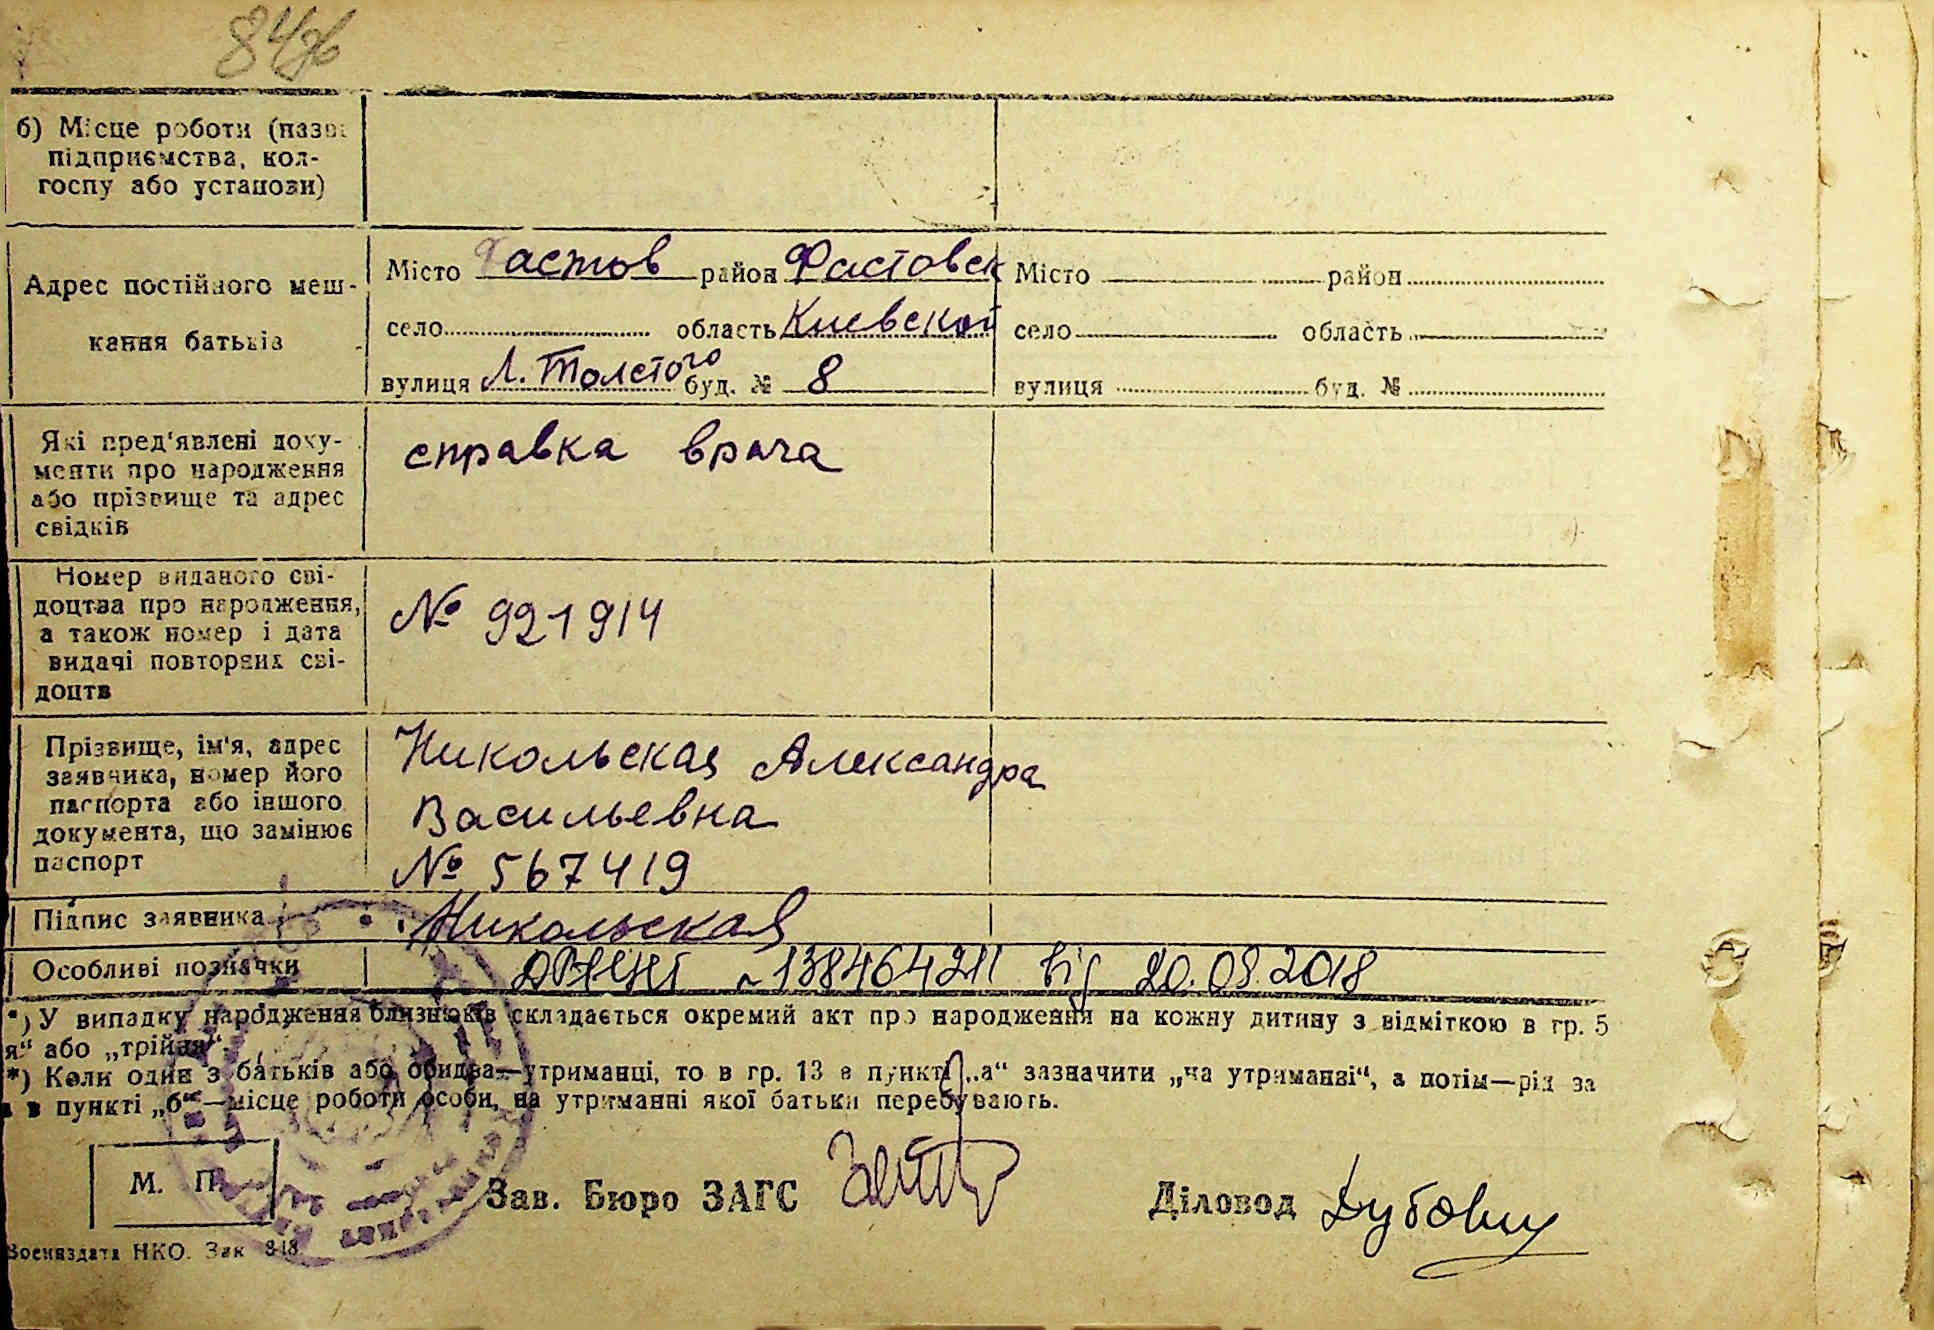 84
б) Місце роботи (назва
підприємства, кол-
госпу або установи)
Адрес постійного меш-
кання батьків
Місто Фастов район Фастовск
село область Киевской
вулиця Л. Толстого буд. № 8
Місто район
село область
вулиця буд. №
Які пред'явлені доку-
менти про народження
або прізвище та адрес
свідків
справка врача
Номер виданого сві-
доцтва про народження,
а також номер і дата
видачі повторних сві-
доцтв
№ 921914
Прізвище, ім'я, адрес
заявника, номер його
паспорта або іншого
документа, що замінює
паспорт
Никольская Александра
Васильевна
№ 567419
Підпис заявника
Никольская
Особливі позначки
від 20.09.2018
*) У випадку народження близнюків складається окремий акт про народження на кожну дитину з відміткою в гр. 5
я“ або „трійня“.
*) Коли один з батьків або обидва—утриманці, то в гр. 13 в пункті „а“ зазначити „на утриманні“, а потім—рід за
в пункті „б“—місце роботи особи, на утриманні якої батьки перебувають.
М. П.
Зав. Бюро ЗАГС
Діловод
Воениздата НКО. Зак 818